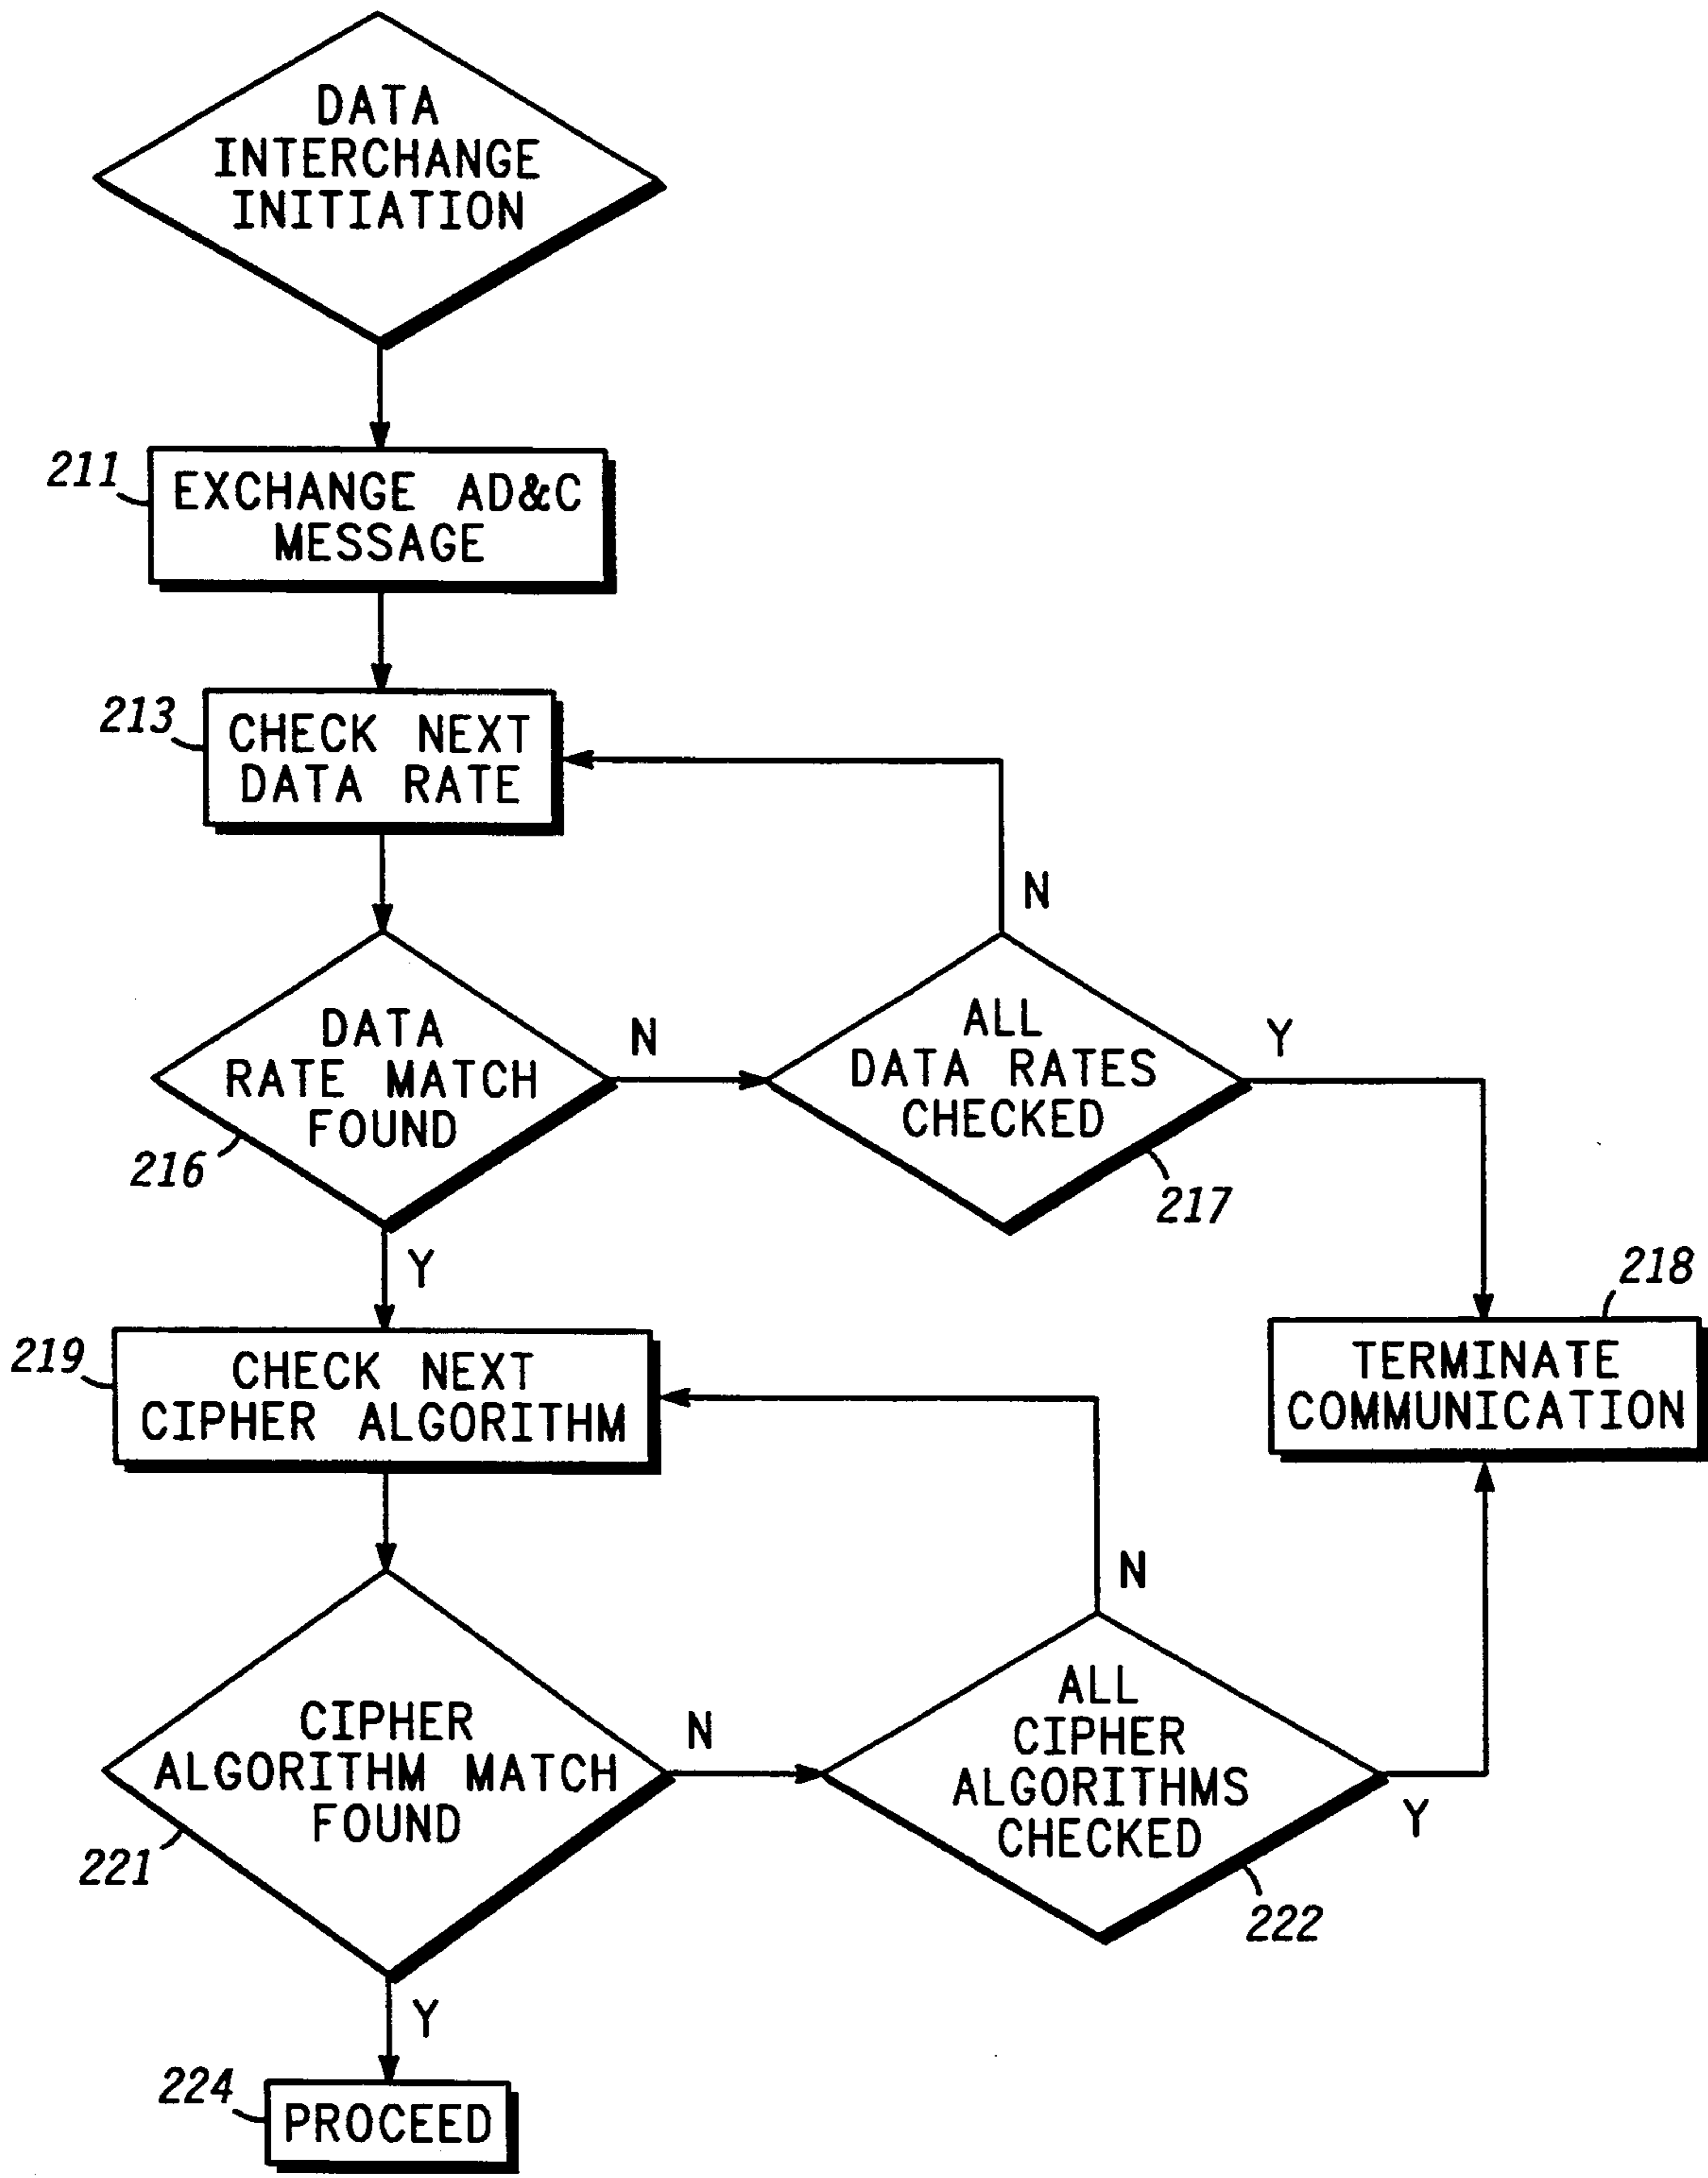 DATA
INTERCHANGE
INITIATION
211
EXCHANGE AD&C
MESSAGE
213
CHECK NEXT
DATA RATE
N
DATA
RATE MATCH
FOUND
216
N
ALL
DATA RATES
CHECKED
217
Y
Y
218
TERMINATE
COMMUNICATION
219
CHECK NEXT
CIPHER ALGORITHM
N
CIPHER
ALGORITHM MATCH
FOUND
221
N
ALL
CIPHER
ALGORITHMS
CHECKED
222
Y
Y
224
PROCEED